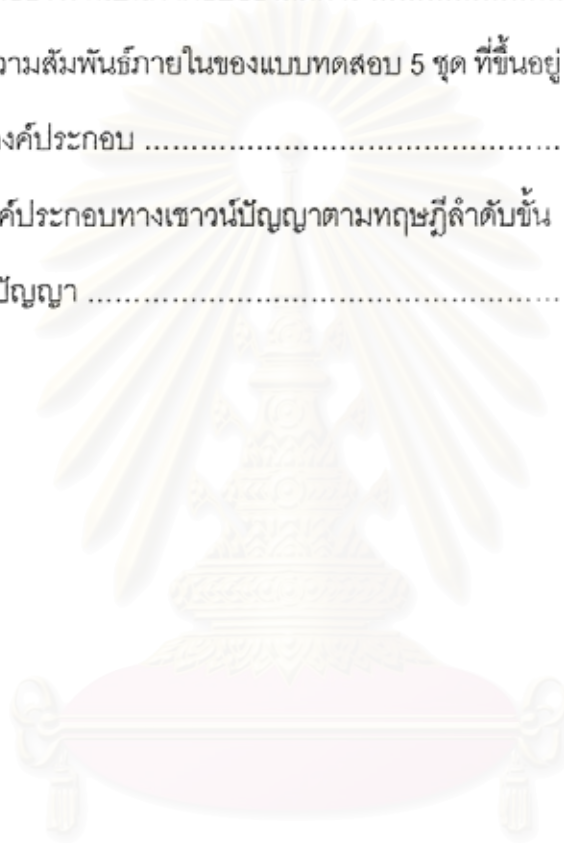 วามสัมพันธ์ภายในของแบบทดสอบ 5 ชุด ที่ขึ้นอยู่
งค์ประกอบ ..................................................
ค์ประกอบทางเชาวน์ปัญญาตามทฤษฎีลำดับขั้น
ปัญญา .........................................................